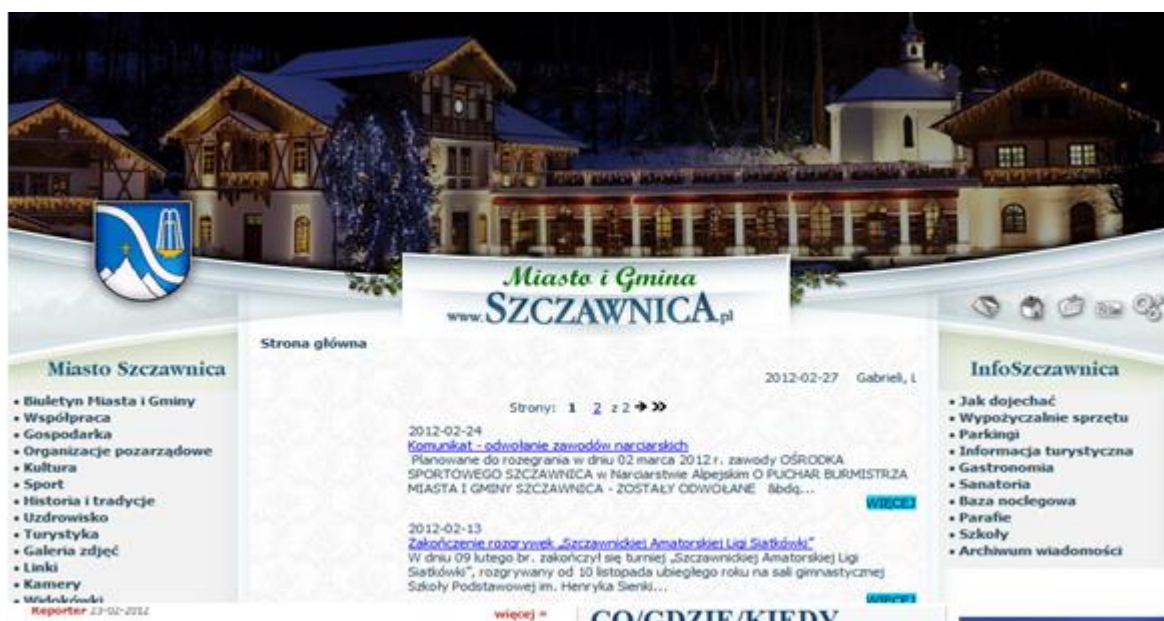 Miasto i Gmina
www.SZCZAWNICA.pl
Strona główna
2012-02-27 Gabrieli, L
Miasto Szczawnica
• Biuletyn Miasta i Gminy
• Współpraca
• Gospodarka
• Organizacje pozarządowe
• Kultura
• Sport
• Historia i tradycje
• Uzdrowisko
• Turystyka
• Galeria zdjęć
• Linki
• Kamery
• Widokówki
Strony: 1 2 z 2
2012-02-24
Komunikat - odwołanie zawodów narciarskich
Planowane do rozegrania w dniu 02 marca 2012 r. zawody OŚRODKA
SPORTOWEGO SZCZAWNICA w Narciarstwie Alpejskim O PUCHAR BURMISTRZA
MIASTA I GMINY SZCZAWNICA - ZOSTAŁY ODWOŁANE &bdq...
WIĘCEJ
2012-02-13
Zakończenie rozgrywek „Szczawnickiej Amatorskiej Ligi Siatkówki”
W dniu 09 lutego br. zakończył się turniej „Szczawnickiej Amatorskiej Ligi
Siatkówki”, rozgrywany od 10 listopada ubiegłego roku na sali gimnastycznej
Szkoły Podstawowej im. Henryka Sienki...
WIĘCEJ
InfoSzczawnica
• Jak dojechać
• Wypożyczalnie sprzętu
• Parkingi
• Informacja turystyczna
• Gastronomia
• Sanatoria
• Baza noclegowa
• Parafie
• Szkoły
• Archiwum wiadomości
Reporter 23-02-2012
więcej »
CO/GDZIE/KIEDY